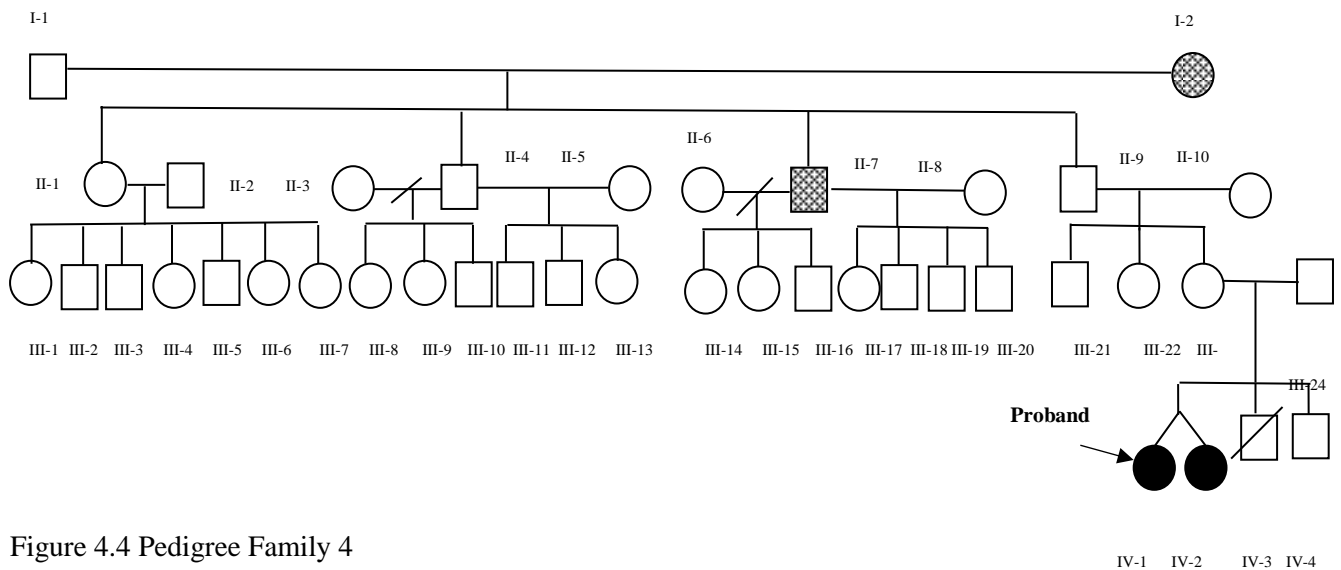 I-1 I-2
II-1 II-2 II-3 II-4 II-5 II-6 II-7 II-8 II-9 II-10
III-1 III-2 III-3 III-4 III-5 III-6 III-7 III-8 III-9 III-10 III-11 III-12 III-13 III-14 III-15 III-16 III-17 III-18 III-19 III-20 III-21 III-22 III-
III-24
Proband
Figure 4.4 Pedigree Family 4
IV-1 IV-2 IV-3 IV-4